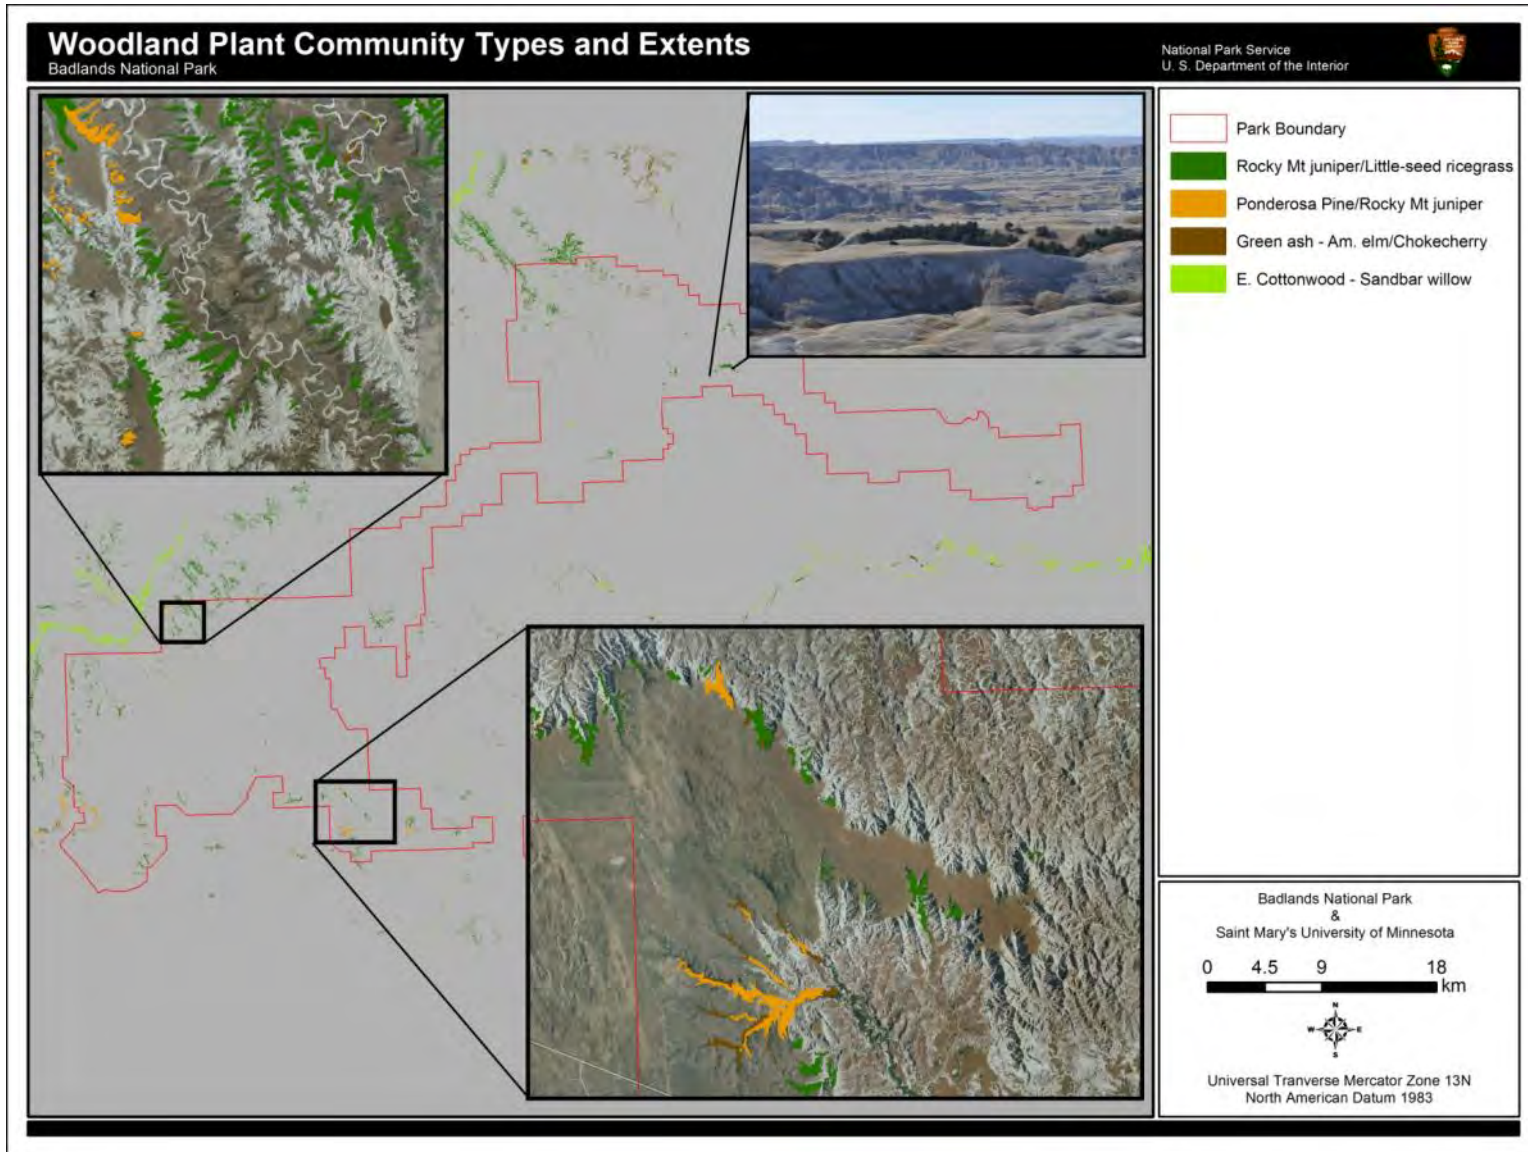 Woodland Plant Community Types and Extents
Badlands National Park
National Park Service
U. S. Department of the Interior
Park Boundary
Rocky Mt juniper/Little-seed ricegrass
Ponderosa Pine/Rocky Mt juniper
Green ash - Am. elm/Chokecherry
E. Cottonwood - Sandbar willow
Badlands National Park
&
Saint Mary's University of Minnesota
0 4.5 9 18
km
N
W E
S
Universal Tranverse Mercator Zone 13N
North American Datum 1983